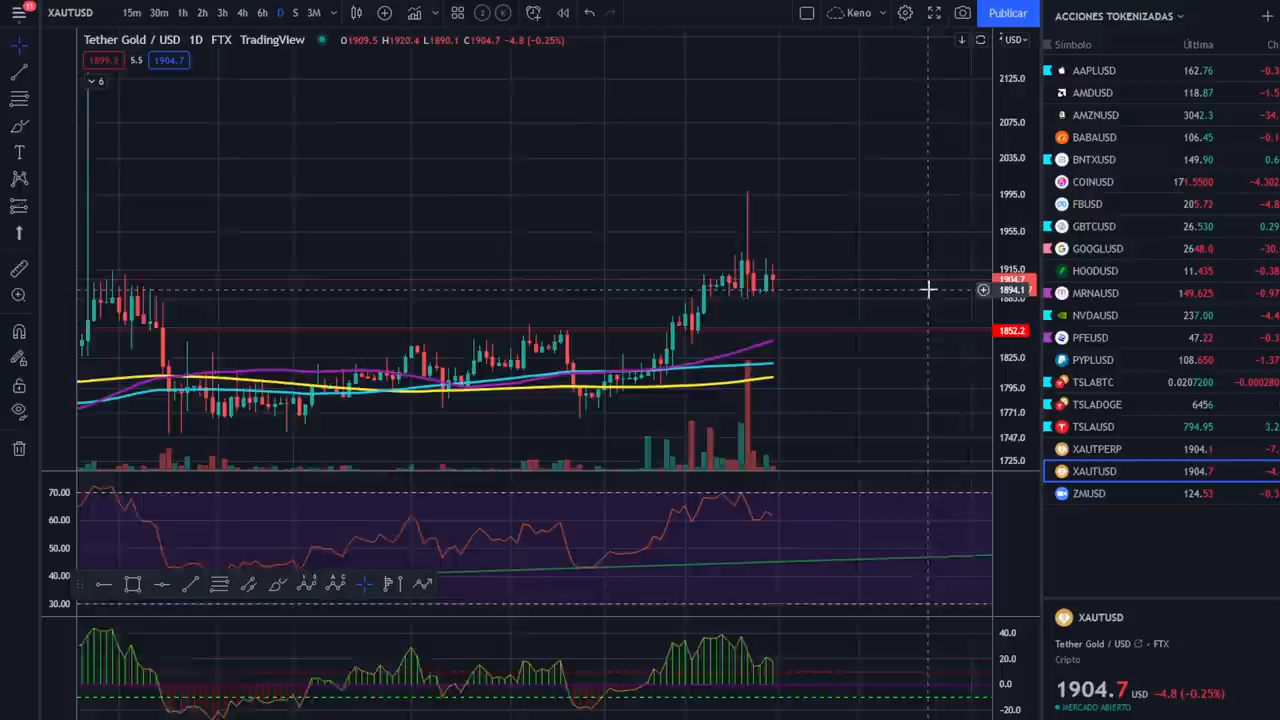 11
XAUTUSD 15m 30m 1h 2h 3h 4h 6h D S 3M 2 K Keno Publicar
Tether Gold / USD 1D FTX TradingView O1909.5 H1920.4 L1890.1 C1904.7 −4.8 (−0.25%) USD
1899.2 5.5 1904.7
6
2125.0
2075.0
2035.0
1995.0
1955.0
1915.0
1904.7
1894.1
1885.0
1852.2
1825.0
1795.0
1771.0
1747.0
1725.0
70.00
60.00
50.00
40.00
30.00
40.0
20.0
0.0
−20.0
ACCIONES TOKENIZADAS
Símbolo Última
AAPLUSD 162.76
AMDUSD 118.87
AMZNUSD 3042.3
BABAUSD 106.45
BNTXUSD 149.90
COINUSD 171.5500
FBUSD 205.72
GBTCUSD 26.530
GOOGLUSD 2648.0
HOODUSD 11.435
MRNAUSD 149.625
NVDAUSD 237.00
PFEUSD 47.22
PYPLUSD 108.650
TSLABTC 0.0207200 −0.000280
TSLADOGE 6456
TSLAUSD 794.95
XAUTPERP 1904.1
XAUTUSD 1904.7
ZMUSD 124.53
XAUTUSD
Tether Gold / USD • FTX
Cripto
1904.7 USD −4.8 (−0.25%)
MERCADO ABIERTO